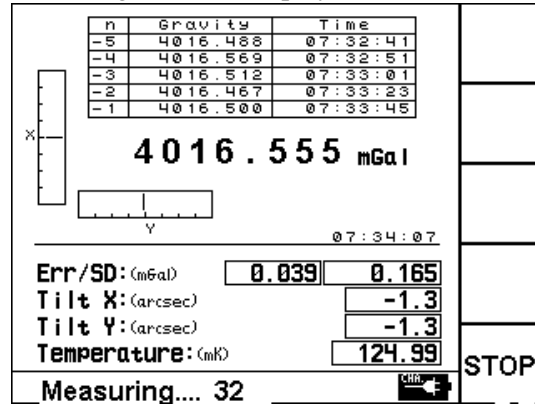 n Gravity Time
-5 4016.488 07:32:41
-4 4016.569 07:32:51
-3 4016.512 07:33:01
-2 4016.467 07:33:23
-1 4016.500 07:33:45
X
4016.555 mGal
Y
07:34:07
Err/SD:(mGal) 0.039 0.165
Tilt X:(arcsec) -1.3
Tilt Y:(arcsec) -1.3
Temperature:(mK) 124.99
STOP
Measuring.... 32
CHR.